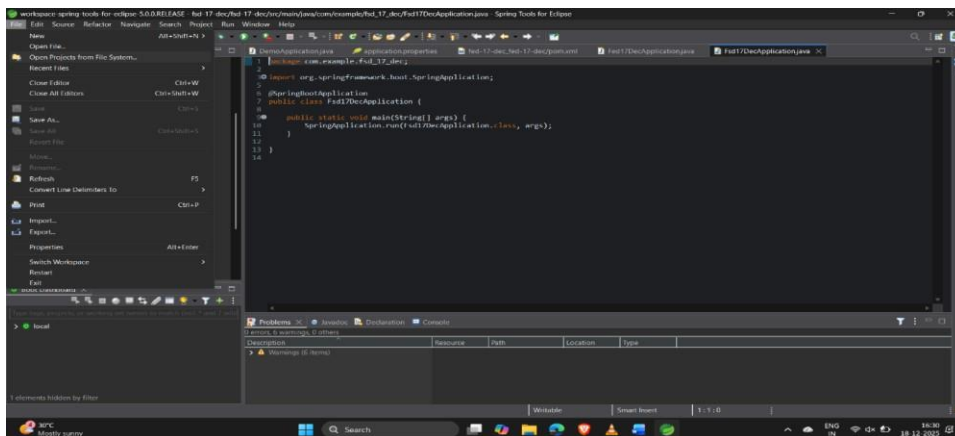 workspace-spring-tools-for-eclipse-5.0.0.RELEASE - fsd-17-dec/fsd-17-dec/src/main/java/com/example/fsd_17_dec/Fsd17DecApplication.java - Spring Tools for Eclipse
File Edit Source Refactor Navigate Search Project Run Window Help
New Alt+Shift+N >
Open File...
Open Projects from File System...
Recent Files >
Close Editor Ctrl+W
Close All Editors Ctrl+Shift+W
Save Ctrl+S
Save As...
Save All Ctrl+Shift+S
Revert File
Move...
Rename...
Refresh F5
Convert Line Delimiters To >
Print Ctrl+P
Import...
Export...
Properties Alt+Enter
Switch Workspace >
Restart
Exit
Boot Dashboard ×
> local
1 elements hidden by filter
DemoApplication.java application.properties fsd-17-dec_fsd-17-dec/pom.xml Fsd17DecApplication.java Fsd17DecApplication.java ×
1 package com.example.fsd_17_dec;
2
3 import org.springframework.boot.SpringApplication;
5
6 @SpringBootApplication
7 public class Fsd17DecApplication {
8
9 public static void main(String[] args) {
10 SpringApplication.run(Fsd17DecApplication.class, args);
11 }
12
13 }
14
Problems × Javadoc Declaration Console
0 errors, 6 warnings, 0 others
Description Resource Path Location Type
> Warnings (6 items)
Writable Smart Insert 1 : 1 : 0
30°C
Mostly sunny
Search
ENG
IN
16:30
18-12-2025